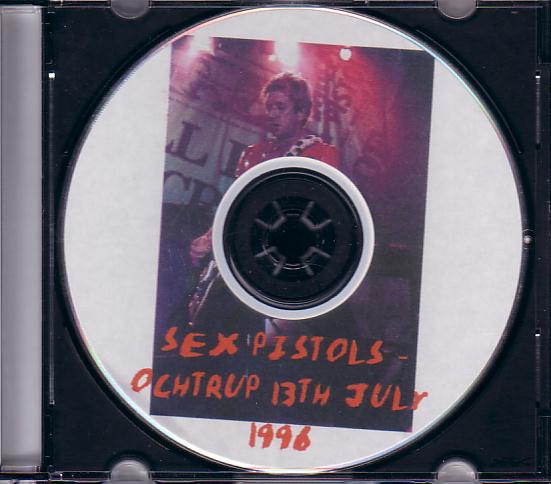 SEX PISTOLS -
OCHTRUP 13TH JULY
1996